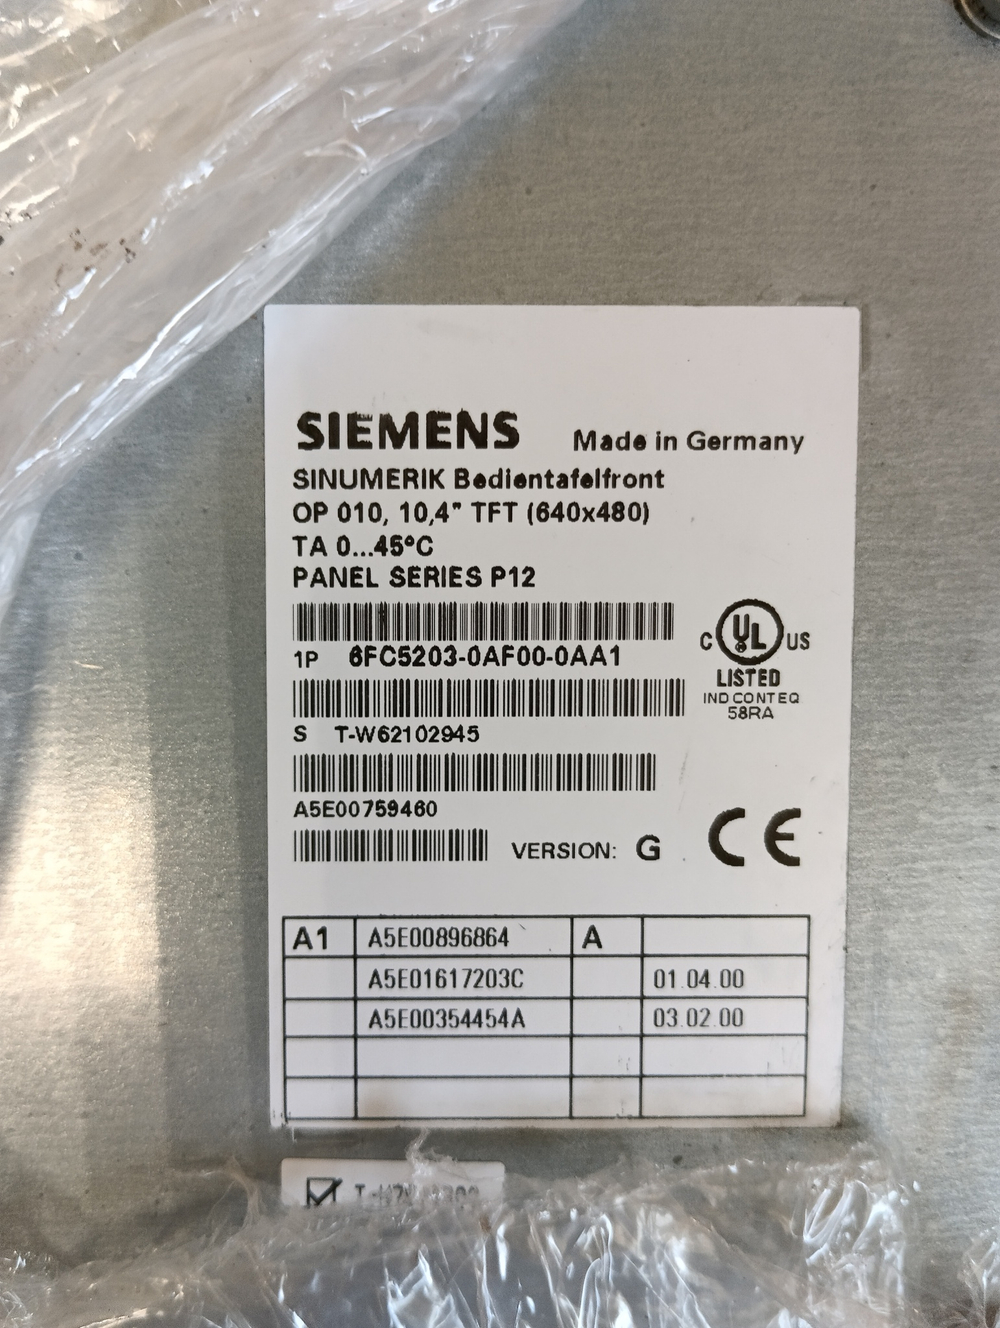 SIEMENS Made in Germany
SINUMERIK Bedientafelfront
OP 010, 10,4" TFT (640x480)
TA 0...45°C
PANEL SERIES P12
1P 6FC5203-0AF00-0AA1
C UL US
LISTED
IND CONT EQ
58RA
S T-W62102945
A5E00759460
VERSION: G
CE
A1 A5E00896864 A
A5E01617203C 01.04.00
A5E00354454A 03.02.00